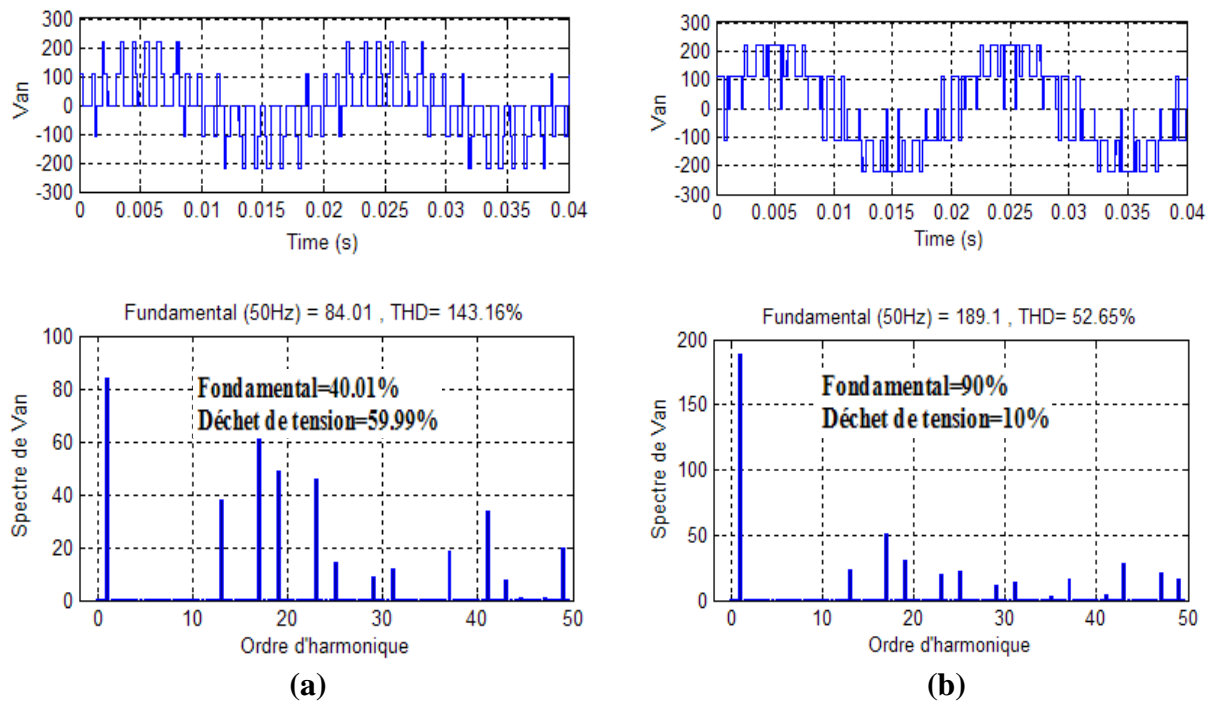 300
200
100
0
-100
-200
-300
Van
0 0.005 0.01 0.015 0.02 0.025 0.03 0.035 0.04
Time (s)
Fundamental (50Hz) = 84.01 , THD= 143.16%
100
80
60
40
20
0
Spectre de Van
Fondamental=40.01%
Déchet de tension=59.99%
0 10 20 30 40 50
Ordre d'harmonique
(a)
300
200
100
0
-100
-200
-300
Van
0 0.005 0.01 0.015 0.02 0.025 0.03 0.035 0.04
Time (s)
Fundamental (50Hz) = 189.1 , THD= 52.65%
200
150
100
50
0
Spectre de Van
Fondamental=90%
Déchet de tension=10%
0 10 20 30 40 50
Ordre d'harmonique
(b)